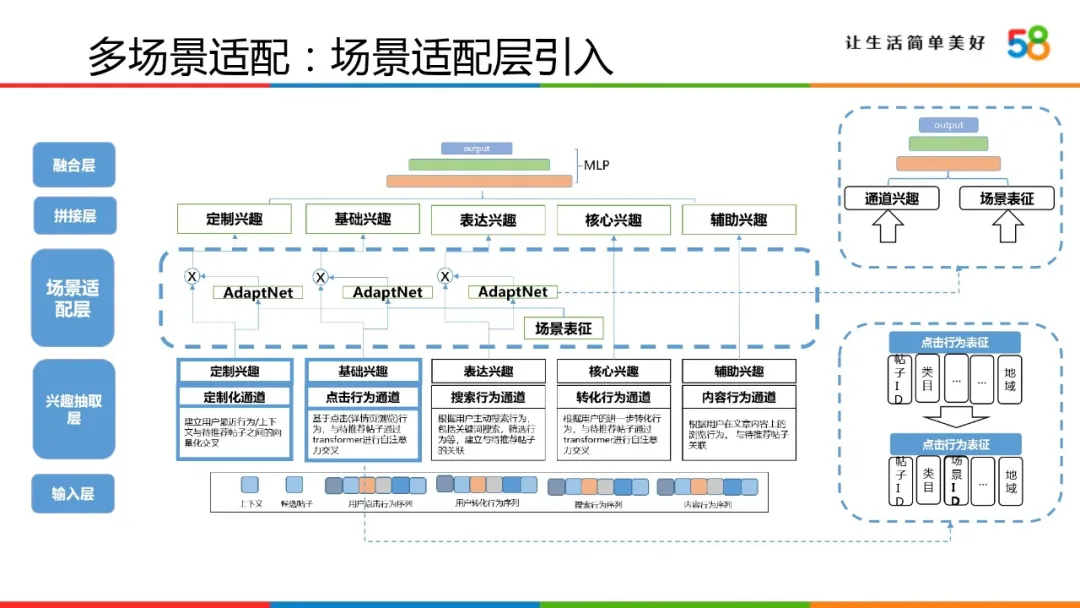 多场景适配：场景适配层引入
让生活简单美好
58
融合层
拼接层
场景适
配层
兴趣抽取
层
输入层
output
MLP
定制兴趣
基础兴趣
表达兴趣
核心兴趣
辅助兴趣
X
X
X
AdaptNet
AdaptNet
AdaptNet
场景表征
定制兴趣
定制化通道
建立用户最近行为/上下
文与待推荐帖子之间的向
量化交叉
基础兴趣
点击行为通道
基于点击(详情页浏览)行
为，与待推荐帖子通过
transformer进行自注意
力交叉
表达兴趣
搜索行为通道
根据用户主动搜索行为，
包括关键词搜索，筛选行
为等，建立与待推荐帖子
的关联
核心兴趣
转化行为通道
根据用户的进一步转化行
为，与待推荐帖子通过
transformer进行自注意
力交叉
辅助兴趣
内容行为通道
根据用户在文章内容上的
浏览行为， 与待推荐帖子
关联
上下文
候选帖子
用户点击行为序列
用户转化行为序列
搜索行为序列
内容行为序列
output
通道兴趣
场景表征
点击行为表征
帖子ID
类目
...
...
地域
点击行为表征
帖子ID
类目
场景ID
...
地域